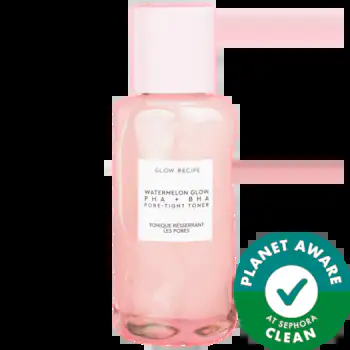 GLOW RECIPE
WATERMELON GLOW
PHA + BHA
PORE-TIGHT TONER
TONIQUE RESSERRANT
LES PORES
PLANET AWARE
AT SEPHORA
CLEAN